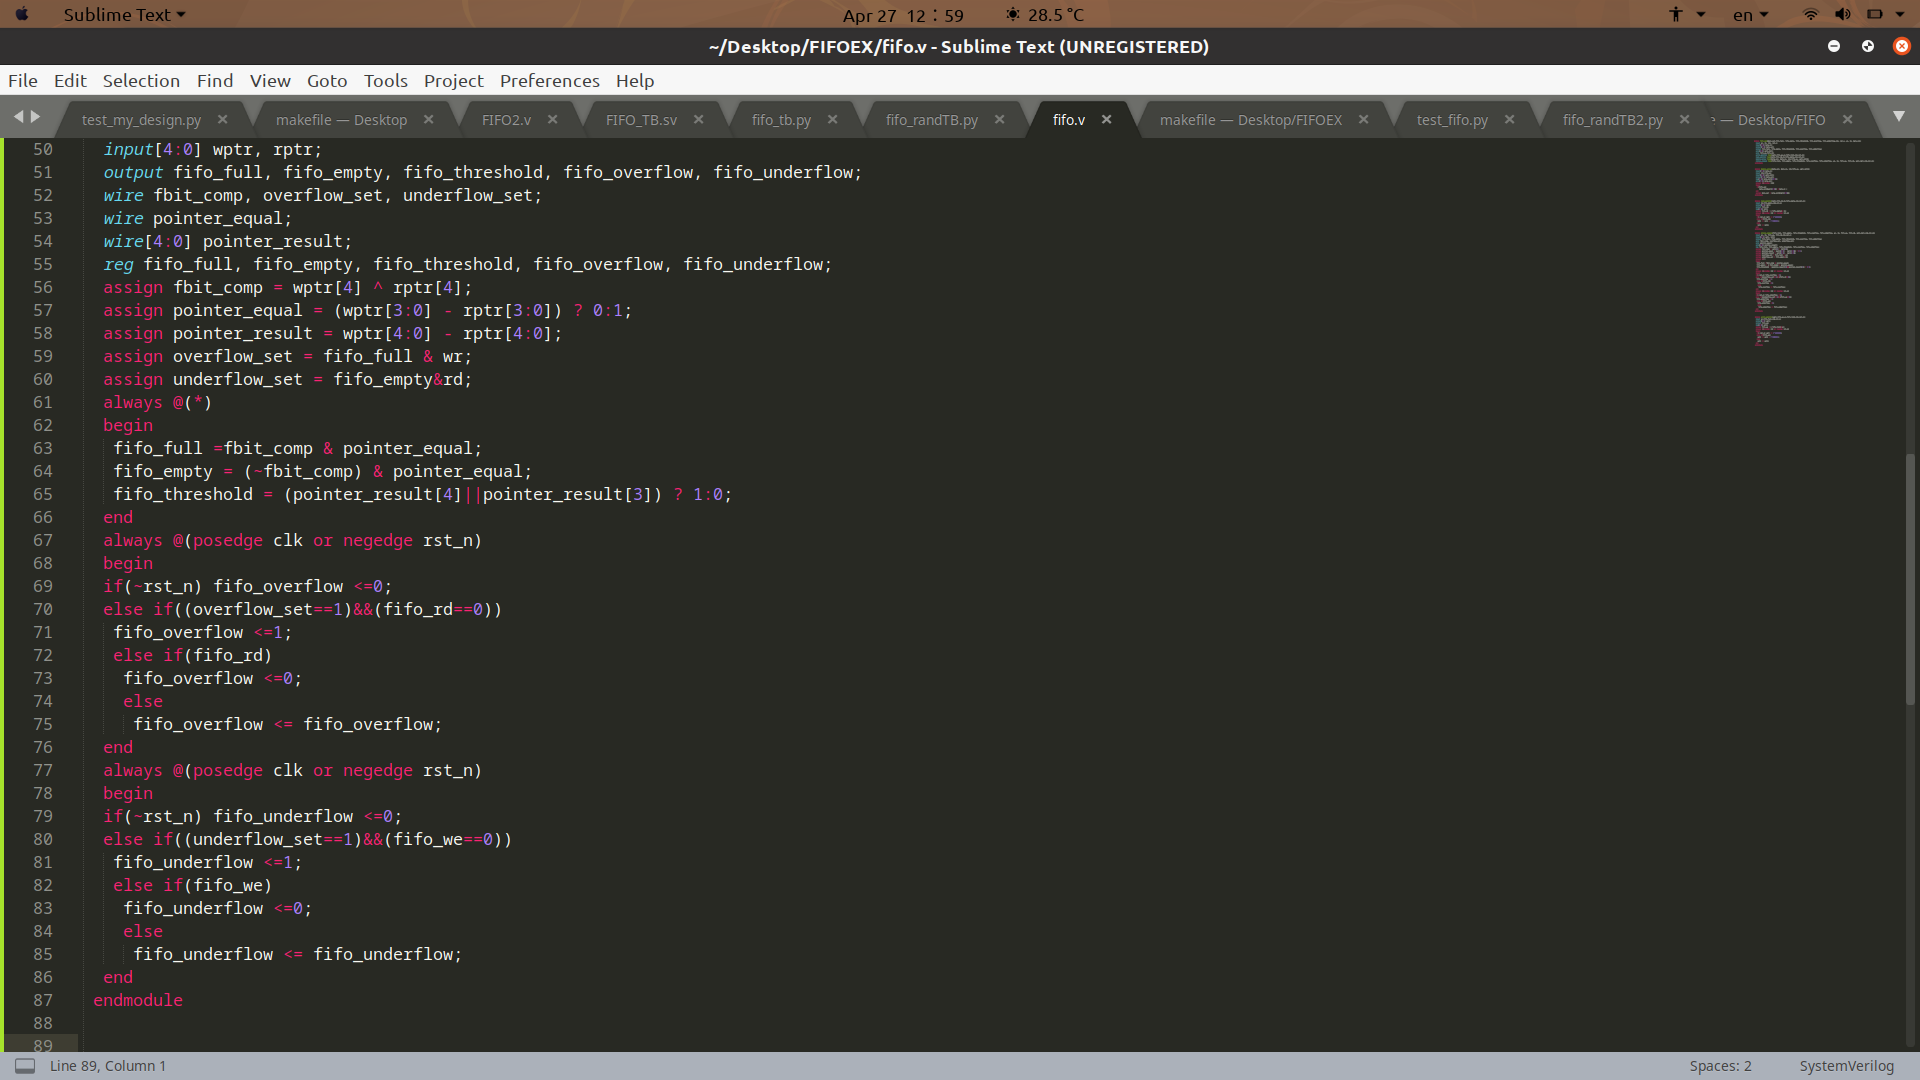 Sublime Text
Apr 27 12 : 59
28.5 °C
en
~/Desktop/FIFOEX/fifo.v - Sublime Text (UNREGISTERED)
File Edit Selection Find View Goto Tools Project Preferences Help
test_my_design.py makefile — Desktop FIFO2.v FIFO_TB.sv fifo_tb.py fifo_randTB.py fifo.v makefile — Desktop/FIFOEX test_fifo.py fifo_randTB2.py — Desktop/FIFO
50 input[4:0] wptr, rptr;
51 output fifo_full, fifo_empty, fifo_threshold, fifo_overflow, fifo_underflow;
52 wire fbit_comp, overflow_set, underflow_set;
53 wire pointer_equal;
54 wire[4:0] pointer_result;
55 reg fifo_full, fifo_empty, fifo_threshold, fifo_overflow, fifo_underflow;
56 assign fbit_comp = wptr[4] ^ rptr[4];
57 assign pointer_equal = (wptr[3:0] - rptr[3:0]) ? 0:1;
58 assign pointer_result = wptr[4:0] - rptr[4:0];
59 assign overflow_set = fifo_full & wr;
60 assign underflow_set = fifo_empty&rd;
61 always @(*)
62 begin
63 fifo_full =fbit_comp & pointer_equal;
64 fifo_empty = (~fbit_comp) & pointer_equal;
65 fifo_threshold = (pointer_result[4]||pointer_result[3]) ? 1:0;
66 end
67 always @(posedge clk or negedge rst_n)
68 begin
69 if(~rst_n) fifo_overflow <=0;
70 else if((overflow_set==1)&&(fifo_rd==0))
71 fifo_overflow <=1;
72 else if(fifo_rd)
73 fifo_overflow <=0;
74 else
75 fifo_overflow <= fifo_overflow;
76 end
77 always @(posedge clk or negedge rst_n)
78 begin
79 if(~rst_n) fifo_underflow <=0;
80 else if((underflow_set==1)&&(fifo_we==0))
81 fifo_underflow <=1;
82 else if(fifo_we)
83 fifo_underflow <=0;
84 else
85 fifo_underflow <= fifo_underflow;
86 end
87 endmodule
88
89
Line 89, Column 1
Spaces: 2
SystemVerilog